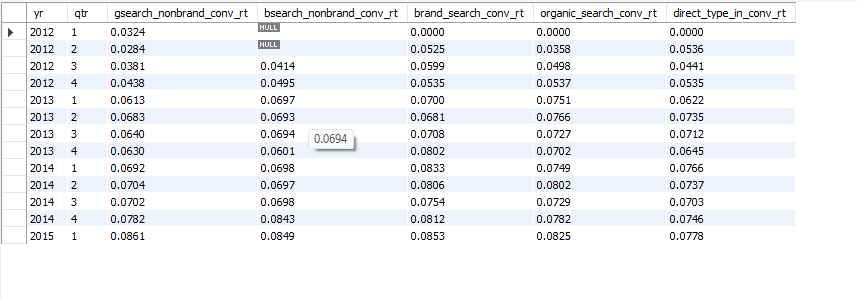 yr qtr gsearch_nonbrand_conv_rt bsearch_nonbrand_conv_rt brand_search_conv_rt organic_search_conv_rt direct_type_in_conv_rt
2012 1 0.0324 NULL 0.0000 0.0000 0.0000
2012 2 0.0284 NULL 0.0525 0.0358 0.0536
2012 3 0.0381 0.0414 0.0599 0.0498 0.0441
2012 4 0.0438 0.0495 0.0535 0.0537 0.0535
2013 1 0.0613 0.0697 0.0700 0.0751 0.0622
2013 2 0.0683 0.0693 0.0681 0.0766 0.0735
2013 3 0.0640 0.0694 0.0708 0.0727 0.0712
0.0694
2013 4 0.0630 0.0601 0.0802 0.0702 0.0645
2014 1 0.0692 0.0698 0.0833 0.0749 0.0766
2014 2 0.0704 0.0697 0.0806 0.0802 0.0737
2014 3 0.0702 0.0698 0.0754 0.0729 0.0703
2014 4 0.0782 0.0843 0.0812 0.0782 0.0746
2015 1 0.0861 0.0849 0.0853 0.0825 0.0778